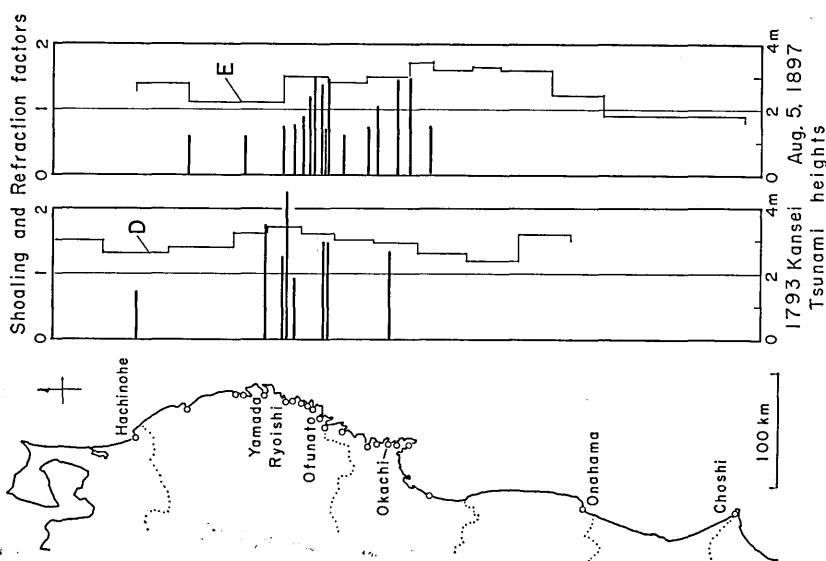 Shoaling and Refraction factors
2
1
0
E
4m
2
0
Aug. 5, 1897
2
1
0
D
4m
2
0
1793 Kansei
Tsunami heights
Hachinohe
Yamada
Ryoishi
Ofunato
Okachi
Onahama
Choshi
100 km